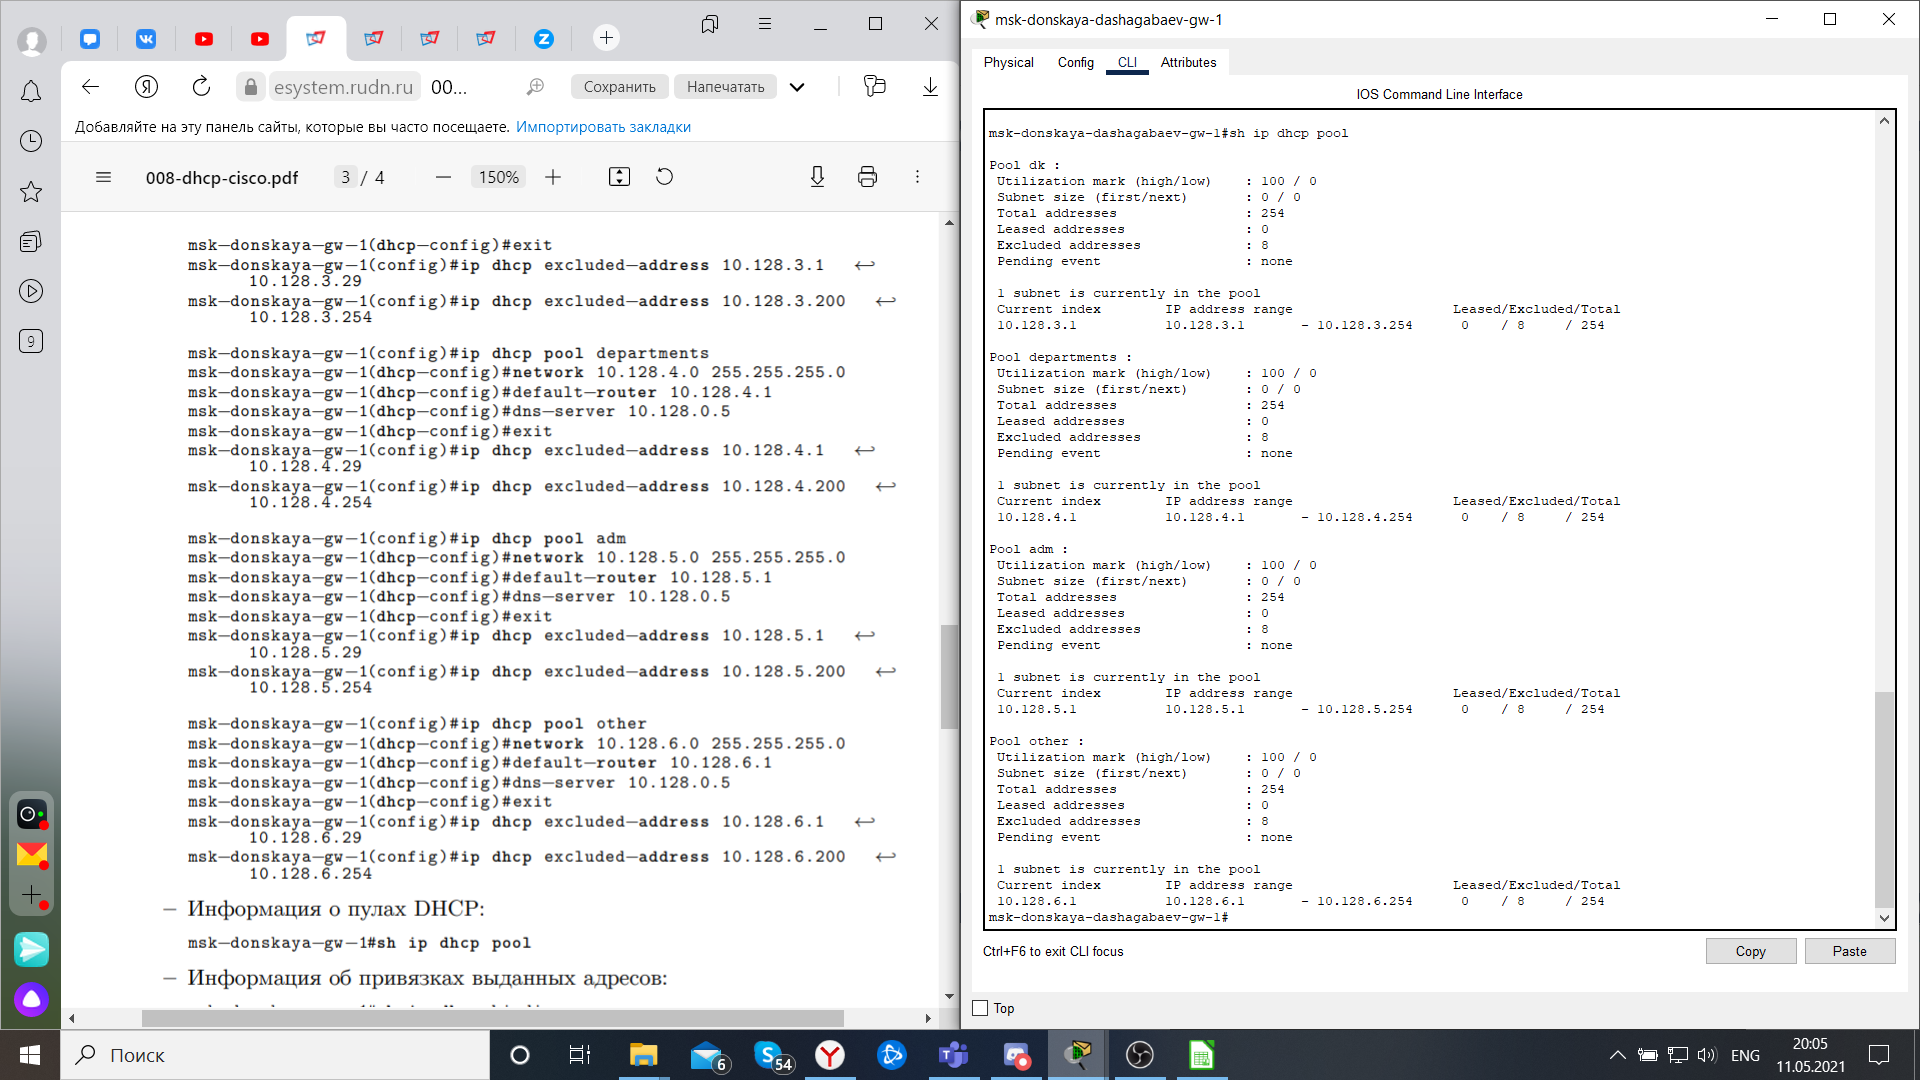 esystem.rudn.ru
00...
Сохранить
Напечатать
Добавляйте на эту панель сайты, которые вы часто посещаете. Импортировать закладки
008-dhcp-cisco.pdf
3 / 4
150%
9
msk-donskaya-gw-1(dhcp-config)#exit
msk-donskaya-gw-1(config)#ip dhcp excluded-address 10.128.3.1 ↩
10.128.3.29
msk-donskaya-gw-1(config)#ip dhcp excluded-address 10.128.3.200 ↩
10.128.3.254
msk-donskaya-gw-1(config)#ip dhcp pool departments
msk-donskaya-gw-1(dhcp-config)#network 10.128.4.0 255.255.255.0
msk-donskaya-gw-1(dhcp-config)#default-router 10.128.4.1
msk-donskaya-gw-1(dhcp-config)#dns-server 10.128.0.5
msk-donskaya-gw-1(dhcp-config)#exit
msk-donskaya-gw-1(config)#ip dhcp excluded-address 10.128.4.1 ↩
10.128.4.29
msk-donskaya-gw-1(config)#ip dhcp excluded-address 10.128.4.200 ↩
10.128.4.254
msk-donskaya-gw-1(config)#ip dhcp pool adm
msk-donskaya-gw-1(dhcp-config)#network 10.128.5.0 255.255.255.0
msk-donskaya-gw-1(dhcp-config)#default-router 10.128.5.1
msk-donskaya-gw-1(dhcp-config)#dns-server 10.128.0.5
msk-donskaya-gw-1(dhcp-config)#exit
msk-donskaya-gw-1(config)#ip dhcp excluded-address 10.128.5.1 ↩
10.128.5.29
msk-donskaya-gw-1(config)#ip dhcp excluded-address 10.128.5.200 ↩
10.128.5.254
msk-donskaya-gw-1(config)#ip dhcp pool other
msk-donskaya-gw-1(dhcp-config)#network 10.128.6.0 255.255.255.0
msk-donskaya-gw-1(dhcp-config)#default-router 10.128.6.1
msk-donskaya-gw-1(dhcp-config)#dns-server 10.128.0.5
msk-donskaya-gw-1(dhcp-config)#exit
msk-donskaya-gw-1(config)#ip dhcp excluded-address 10.128.6.1 ↩
10.128.6.29
msk-donskaya-gw-1(config)#ip dhcp excluded-address 10.128.6.200 ↩
10.128.6.254
– Информация о пулах DHCP:
msk-donskaya-gw-1#sh ip dhcp pool
– Информация об привязках выданных адресов:
msk-donskaya-dashagabaev-gw-1
Physical Config CLI Attributes
IOS Command Line Interface
msk-donskaya-dashagabaev-gw-1#sh ip dhcp pool
Pool dk :
Utilization mark (high/low) : 100 / 0
Subnet size (first/next) : 0 / 0
Total addresses : 254
Leased addresses : 0
Excluded addresses : 8
Pending event : none
1 subnet is currently in the pool
Current index IP address range Leased/Excluded/Total
10.128.3.1 10.128.3.1 - 10.128.3.254 0 / 8 / 254
Pool departments :
Utilization mark (high/low) : 100 / 0
Subnet size (first/next) : 0 / 0
Total addresses : 254
Leased addresses : 0
Excluded addresses : 8
Pending event : none
1 subnet is currently in the pool
Current index IP address range Leased/Excluded/Total
10.128.4.1 10.128.4.1 - 10.128.4.254 0 / 8 / 254
Pool adm :
Utilization mark (high/low) : 100 / 0
Subnet size (first/next) : 0 / 0
Total addresses : 254
Leased addresses : 0
Excluded addresses : 8
Pending event : none
1 subnet is currently in the pool
Current index IP address range Leased/Excluded/Total
10.128.5.1 10.128.5.1 - 10.128.5.254 0 / 8 / 254
Pool other :
Utilization mark (high/low) : 100 / 0
Subnet size (first/next) : 0 / 0
Total addresses : 254
Leased addresses : 0
Excluded addresses : 8
Pending event : none
1 subnet is currently in the pool
Current index IP address range Leased/Excluded/Total
10.128.6.1 10.128.6.1 - 10.128.6.254 0 / 8 / 254
msk-donskaya-dashagabaev-gw-1#
Ctrl+F6 to exit CLI focus
Copy
Paste
Top
Поиск
6
54
ENG
20:05
11.05.2021